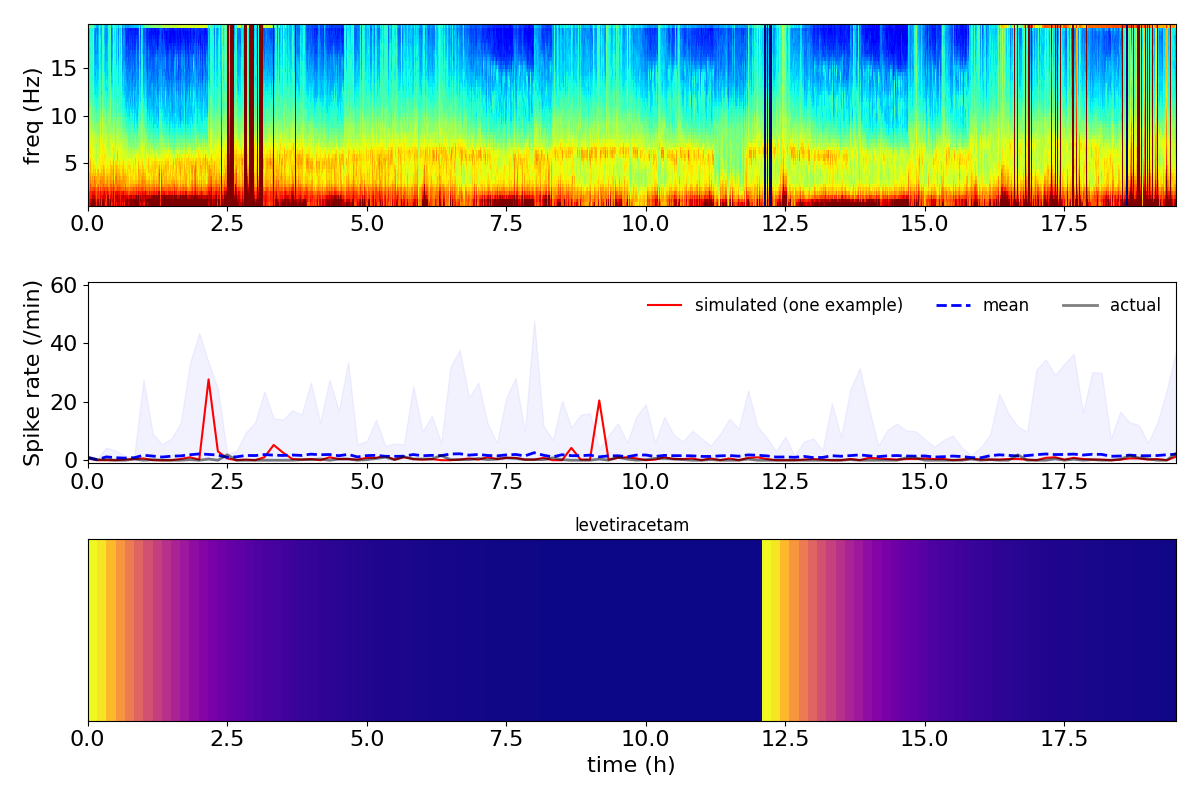 freq (Hz)
15
10
5
0.0 2.5 5.0 7.5 10.0 12.5 15.0 17.5
Spike rate (/min)
60
40
20
0
simulated (one example) mean actual
0.0 2.5 5.0 7.5 10.0 12.5 15.0 17.5
levetiracetam
0.0 2.5 5.0 7.5 10.0 12.5 15.0 17.5
time (h)